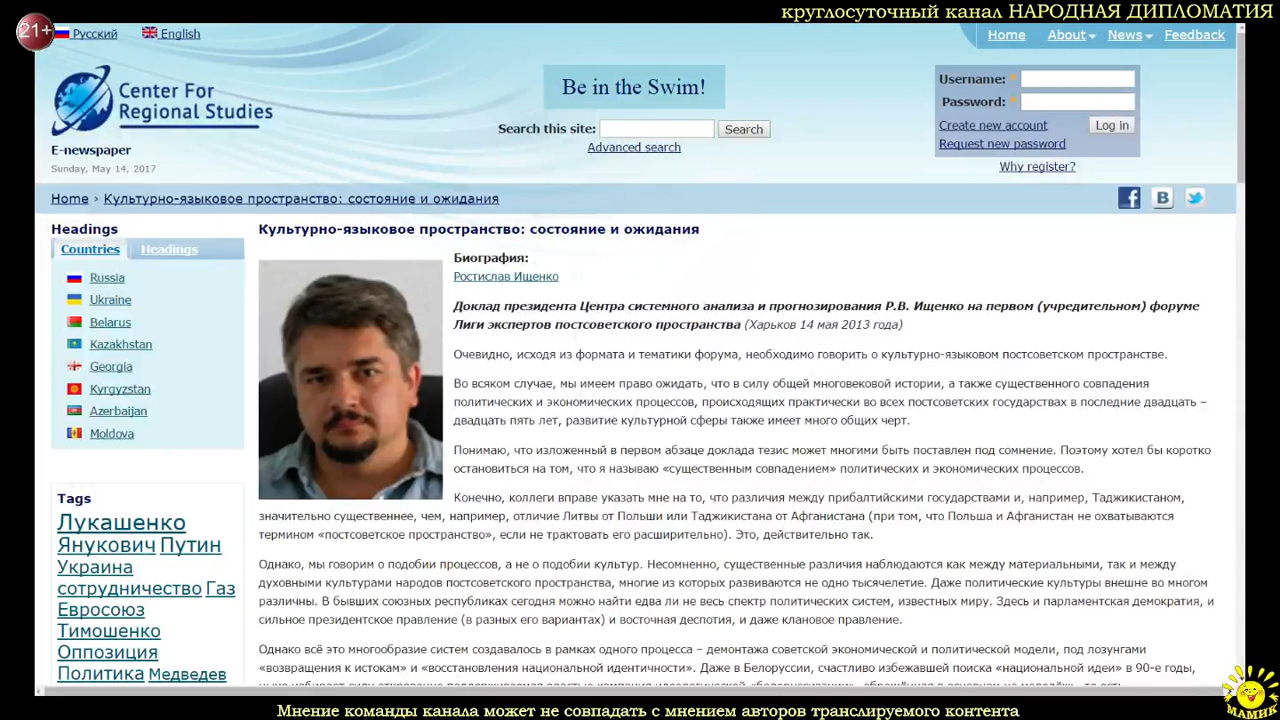 круглосуточный канал НАРОДНАЯ ДИПЛОМАТИЯ
21+
Русский English
Home About News Feedback
Center For
Regional Studies
E-newspaper
Sunday, May 14, 2017
Be in the Swim!
Search this site: Search
Advanced search
Username: *
Password: *
Create new account Log in
Request new password
Why register?
Home › Культурно-языковое пространство: состояние и ожидания
Headings
Countries Headings
Russia
Ukraine
Belarus
Kazakhstan
Georgia
Kyrgyzstan
Azerbaijan
Moldova
Tags
Лукашенко
Янукович Путин
Украина
сотрудничество Газ
Евросоюз
Тимошенко
Оппозиция
Политика Медведев
Культурно-языковое пространство: состояние и ожидания
Биография:
Ростислав Ищенко
Доклад президента Центра системного анализа и прогнозирования Р.В. Ищенко на первом (учредительном) форуме
Лиги экспертов постсоветского пространства (Харьков 14 мая 2013 года)
Очевидно, исходя из формата и тематики форума, необходимо говорить о культурно-языковом постсоветском пространстве.
Во всяком случае, мы имеем право ожидать, что в силу общей многовековой истории, а также существенного совпадения
политических и экономических процессов, происходящих практически во всех постсоветских государствах в последние двадцать –
двадцать пять лет, развитие культурной сферы также имеет много общих черт.
Понимаю, что изложенный в первом абзаце доклада тезис может многими быть поставлен под сомнение. Поэтому хотел бы коротко
остановиться на том, что я называю «существенным совпадением» политических и экономических процессов.
Конечно, коллеги вправе указать мне на то, что различия между прибалтийскими государствами и, например, Таджикистаном,
значительно существеннее, чем, например, отличие Литвы от Польши или Таджикистана от Афганистана (при том, что Польша и Афганистан не охватываются
термином «постсоветское пространство», если не трактовать его расширительно). Это, действительно так.
Однако, мы говорим о подобии процессов, а не о подобии культур. Несомненно, существенные различия наблюдаются как между материальными, так и между
духовными культурами народов постсоветского пространства, многие из которых развиваются не одно тысячелетие. Даже политические культуры внешне во многом
различны. В бывших союзных республиках сегодня можно найти едва ли не весь спектр политических систем, известных миру. Здесь и парламентская демократия, и
сильное президентское правление (в разных его вариантах) и восточная деспотия, и даже клановое правление.
Однако всё это многообразие систем создавалось в рамках одного процесса – демонтажа советской экономической и политической модели, под лозунгами
«возвращения к истокам» и «восстановления национальной идентичности». Даже в Белоруссии, счастливо избежавшей поиска «национальной идеи» в 90-е годы,
МАМИК
Мнение команды канала может не совпадать с мнением авторов транслируемого контента